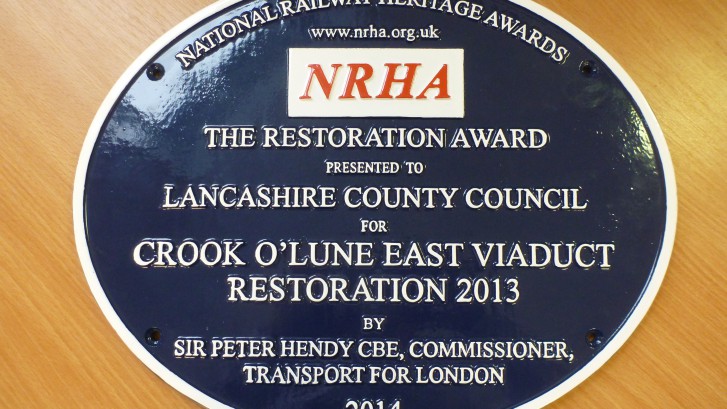 NATIONAL RAILWAY HERITAGE AWARDS
www.nrha.org.uk
NRHA
THE RESTORATION AWARD
PRESENTED TO
LANCASHIRE COUNTY COUNCIL
FOR
CROOK O'LUNE EAST VIADUCT
RESTORATION 2013
BY
SIR PETER HENDY CBE, COMMISSIONER,
TRANSPORT FOR LONDON
2014